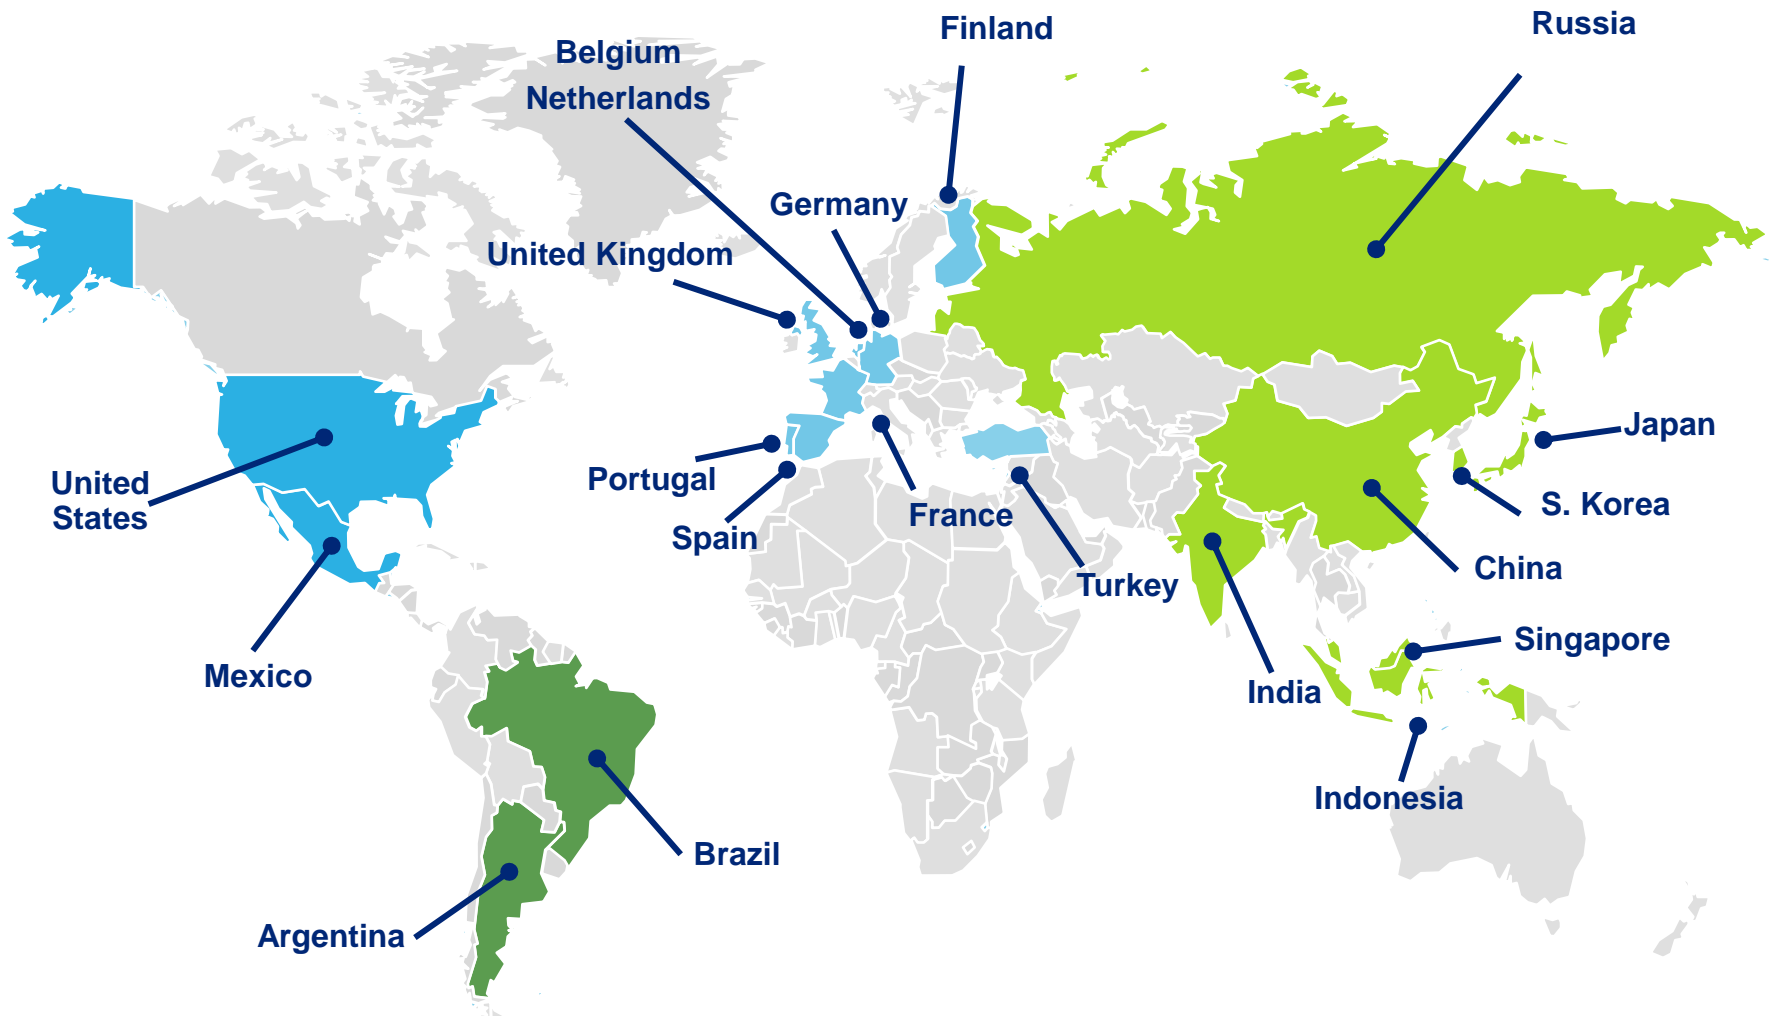 Finland
Russia
Belgium
Netherlands
Germany
United Kingdom
Japan
United
States
Portugal
S. Korea
France
Spain
China
Turkey
Singapore
Mexico
India
Indonesia
Brazil
Argentina